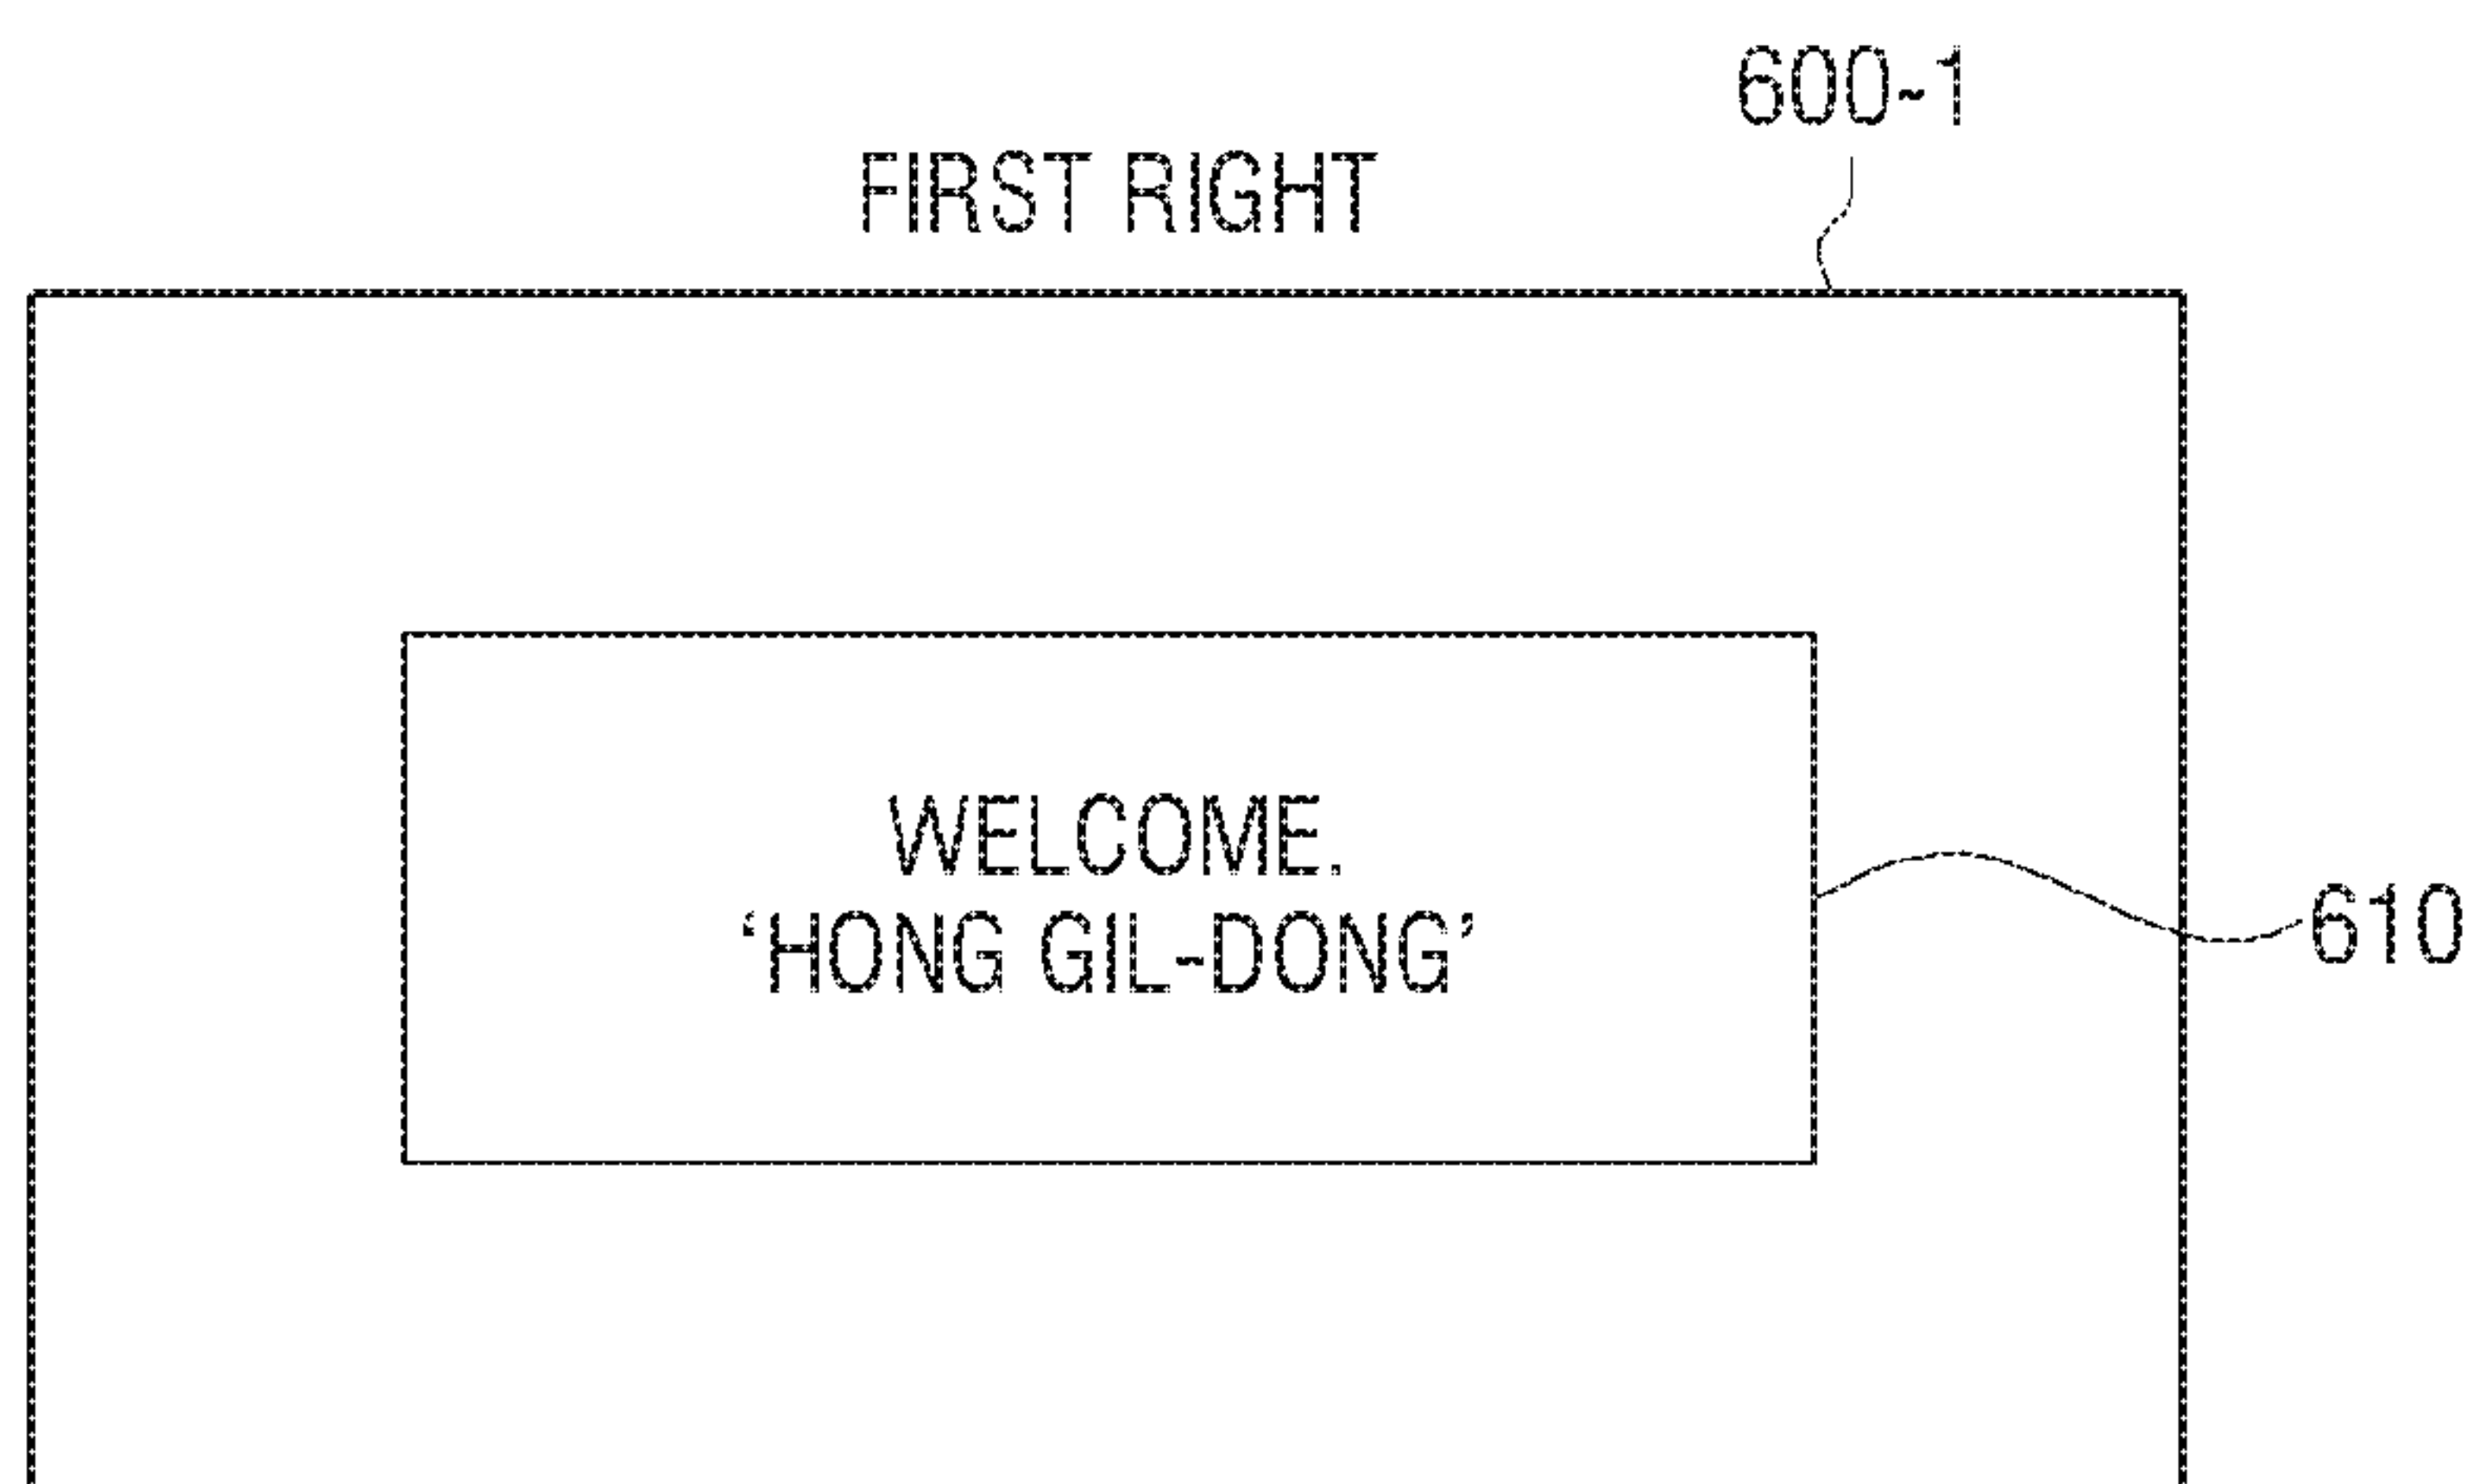 600-1
FIRST RIGHT
WELCOME.
‘HONG GIL-DONG’
610